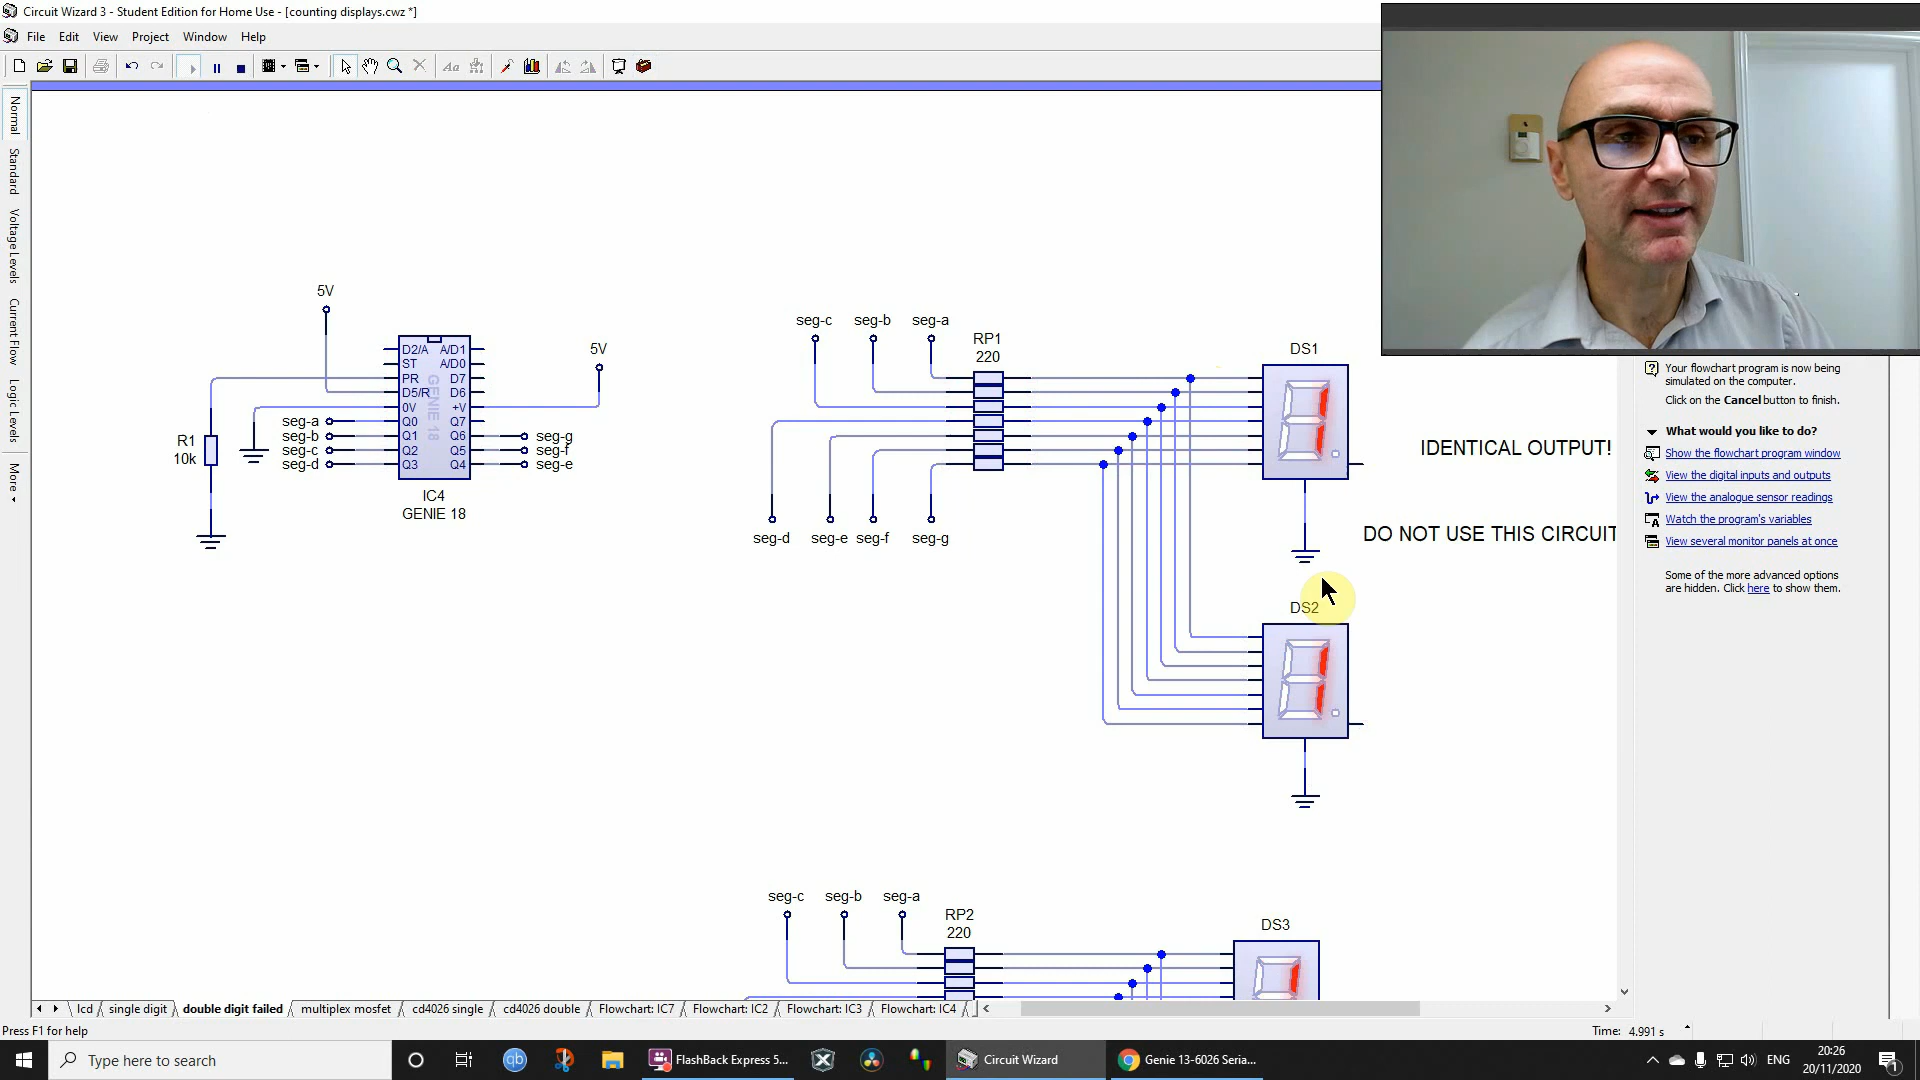 Circuit Wizard 3 - Student Edition for Home Use - [counting displays.cwz *]
File Edit View Project Window Help
Normal
Standard
Voltage Levels
Current Flow
Logic Levels
More
5V
5V
D2/A A/D1
ST A/D0
PR D7
D5/R D6
0V +V
Q0 Q7
Q1 Q6
Q2 Q5
Q3 Q4
GENIE 18
seg-a
seg-b
seg-c
seg-d
seg-g
seg-f
seg-e
R1
10k
IC4
GENIE 18
seg-c seg-b seg-a
RP1
220
seg-d seg-e seg-f seg-g
DS1
IDENTICAL OUTPUT!
DO NOT USE THIS CIRCUIT
DS2
seg-c seg-b seg-a
RP2
220
DS3
Your flowchart program is now being
simulated on the computer.
Click on the Cancel button to finish.
What would you like to do?
Show the flowchart program window
View the digital inputs and outputs
View the analogue sensor readings
Watch the program's variables
View several monitor panels at once
Some of the more advanced options
are hidden. Click here to show them.
lcd single digit double digit failed multiplex mosfet cd4026 single cd4026 double Flowchart: IC7 Flowchart: IC2 Flowchart: IC3 Flowchart: IC4
Press F1 for help
Time: 4.991 s
Type here to search
FlashBack Express 5...
Circuit Wizard
Genie 13-6026 Seria...
ENG
20:26
20/11/2020